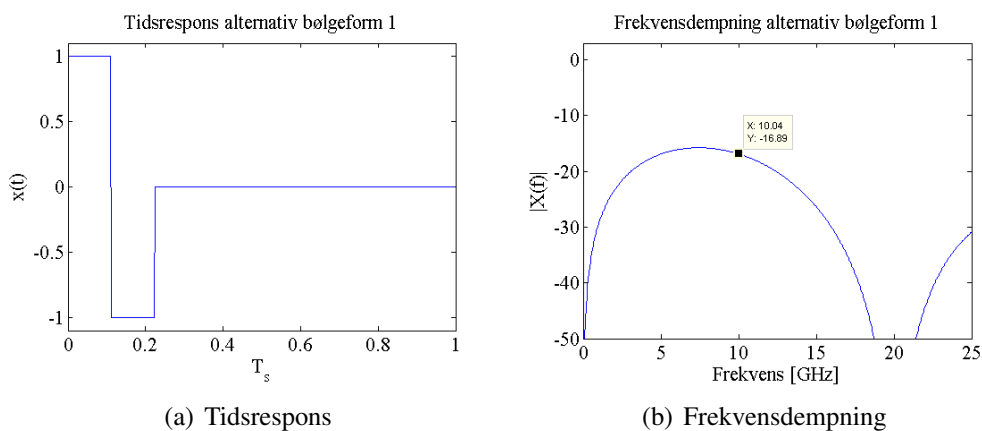 Tidsrespons alternativ bølgeform 1
1
0.5
0
-0.5
-1
x(t)
0 0.2 0.4 0.6 0.8 1
T_s
(a) Tidsrespons
Frekvensdempning alternativ bølgeform 1
0
-10
-20
-30
-40
-50
|X(f)|
X: 10.04
Y: -16.89
0 5 10 15 20 25
Frekvens [GHz]
(b) Frekvensdempning